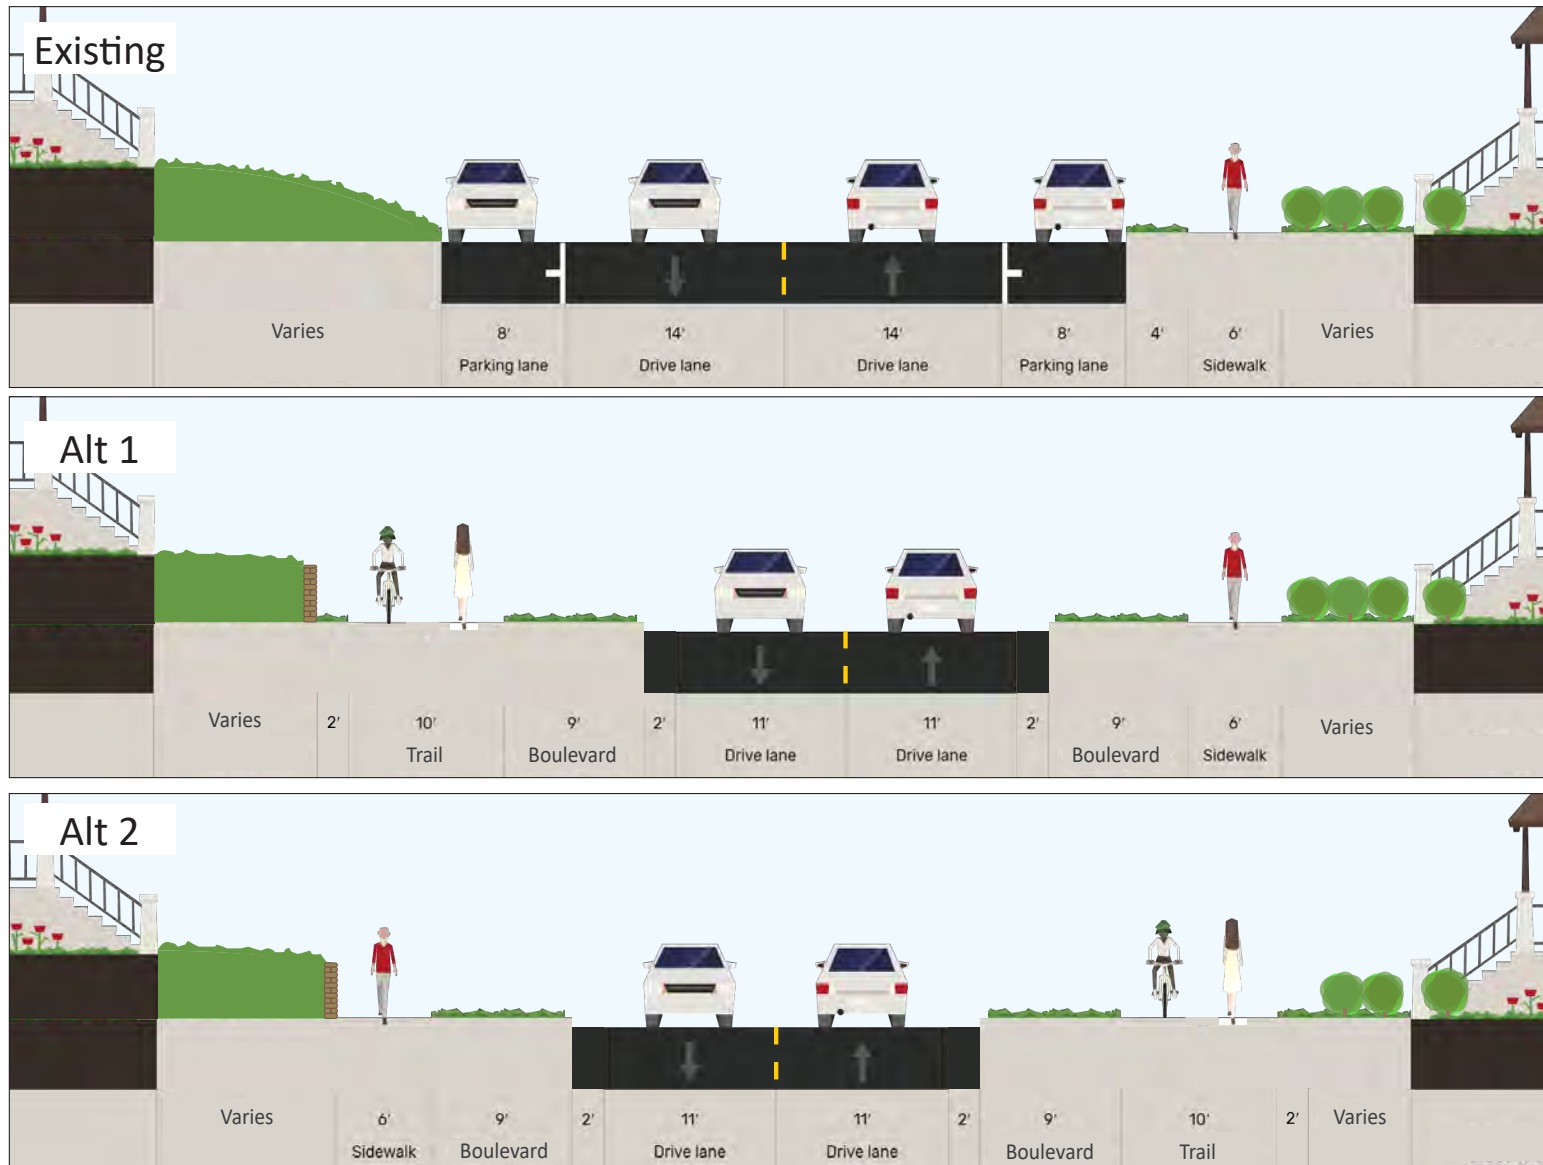 Existing
Varies
8'
Parking lane
14'
Drive lane
14'
Drive lane
8'
Parking lane
4'
6'
Sidewalk
Varies
Alt 1
Varies
2'
10'
Trail
9'
Boulevard
2'
11'
Drive lane
11'
Drive lane
2'
9'
Boulevard
6'
Sidewalk
Varies
Alt 2
Varies
6'
Sidewalk
9'
Boulevard
2'
11'
Drive lane
11'
Drive lane
2'
9'
Boulevard
10'
Trail
2'
Varies